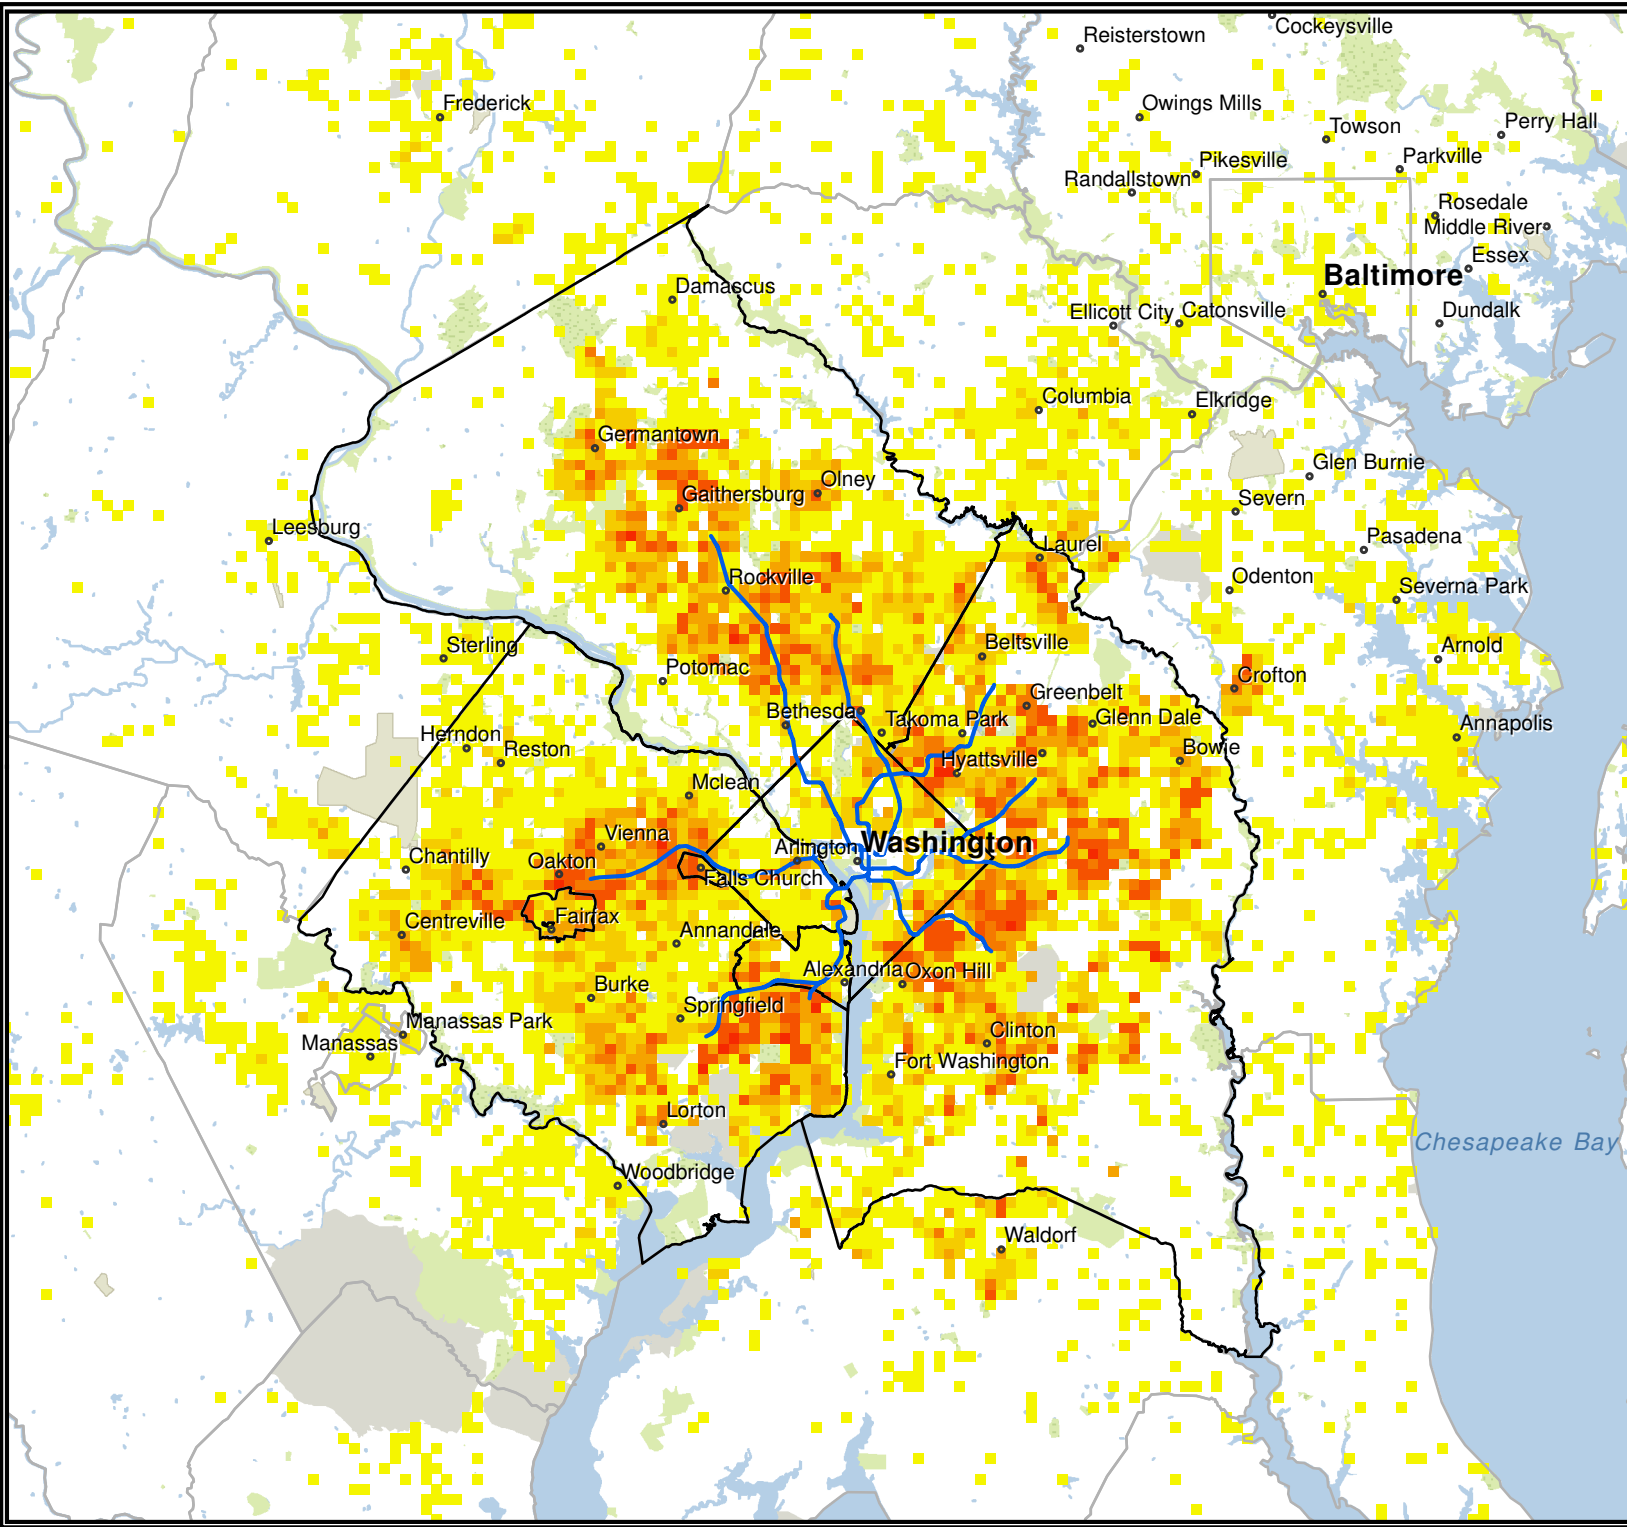 Cockeysville
Reisterstown
Frederick
Owings Mills
Towson
Perry Hall
Pikesville
Parkville
Randallstown
Rosedale
Middle River
Essex
Baltimore
Damascus
Ellicott City
Catonsville
Dundalk
Columbia
Elkridge
Germantown
Glen Burnie
Gaithersburg
Olney
Severn
Leesburg
Laurel
Pasadena
Rockville
Odenton
Severna Park
Sterling
Beltsville
Arnold
Potomac
Crofton
Greenbelt
Bethesda
Takoma Park
Glenn Dale
Annapolis
Herndon
Reston
Bowie
Hyattsville
Mclean
Vienna
Arlington
Washington
Chantilly
Oakton
Falls Church
Centreville
Fairfax
Annandale
Alexandria
Oxon Hill
Burke
Springfield
Manassas Park
Clinton
Manassas
Fort Washington
Lorton
Chesapeake Bay
Woodbridge
Waldorf